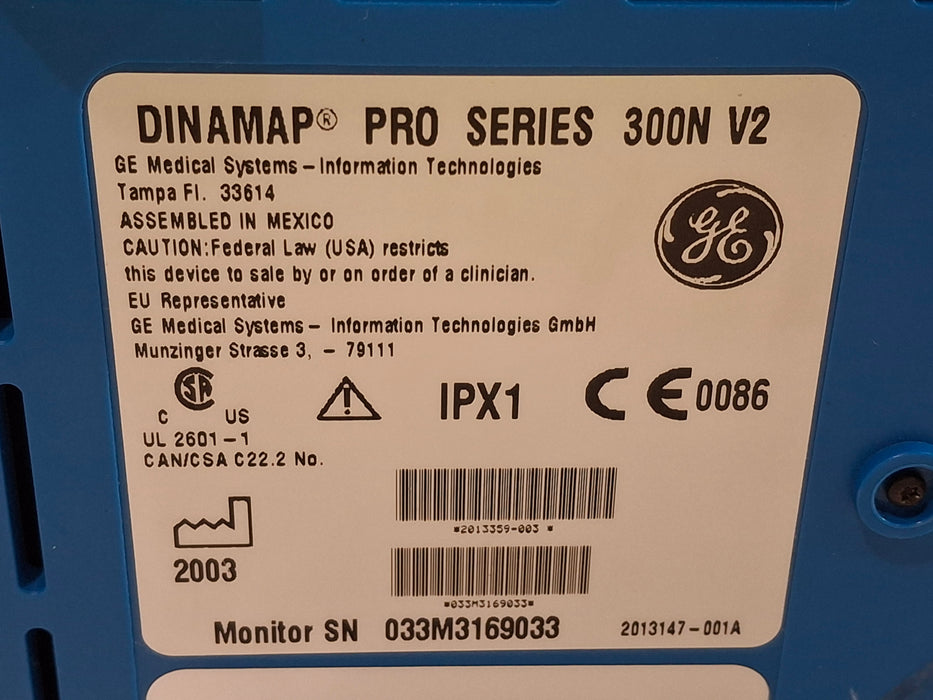 DINAMAP® PRO SERIES 300N V2
GE Medical Systems – Information Technologies
Tampa Fl. 33614
ASSEMBLED IN MEXICO
CAUTION:Federal Law (USA) restricts
this device to sale by or on order of a clinician.
EU Representative
GE Medical Systems – Information Technologies GmbH
Munzinger Strasse 3, – 79111
GE
SA
C US
UL 2601–1
CAN/CSA C22.2 No.
IPX1
CE 0086
*2013359-003 *
2003
*033M3169033*
Monitor SN 033M3169033
2013147–001A